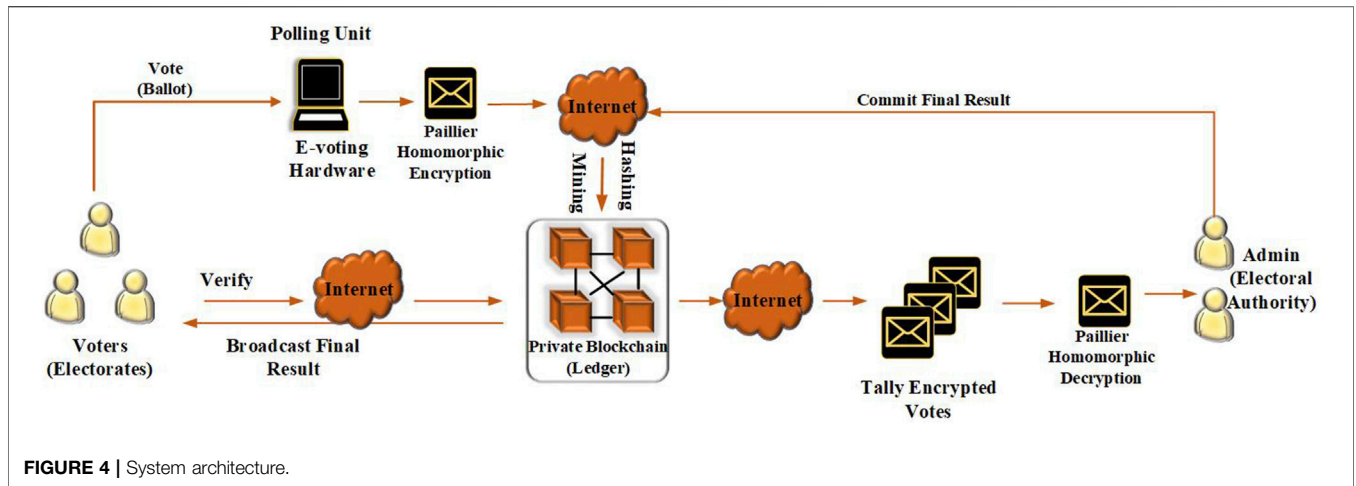 Polling Unit
Vote
(Ballot)
E-voting
Hardware
Paillier
Homomorphic
Encryption
Internet
Commit Final Result
Mining
Hashing
Voters
(Electorates)
Verify
Internet
Broadcast Final
Result
Private Blockchain
(Ledger)
Internet
Tally Encrypted
Votes
Paillier
Homomorphic
Decryption
Admin
(Electoral
Authority)
FIGURE 4 | System architecture.